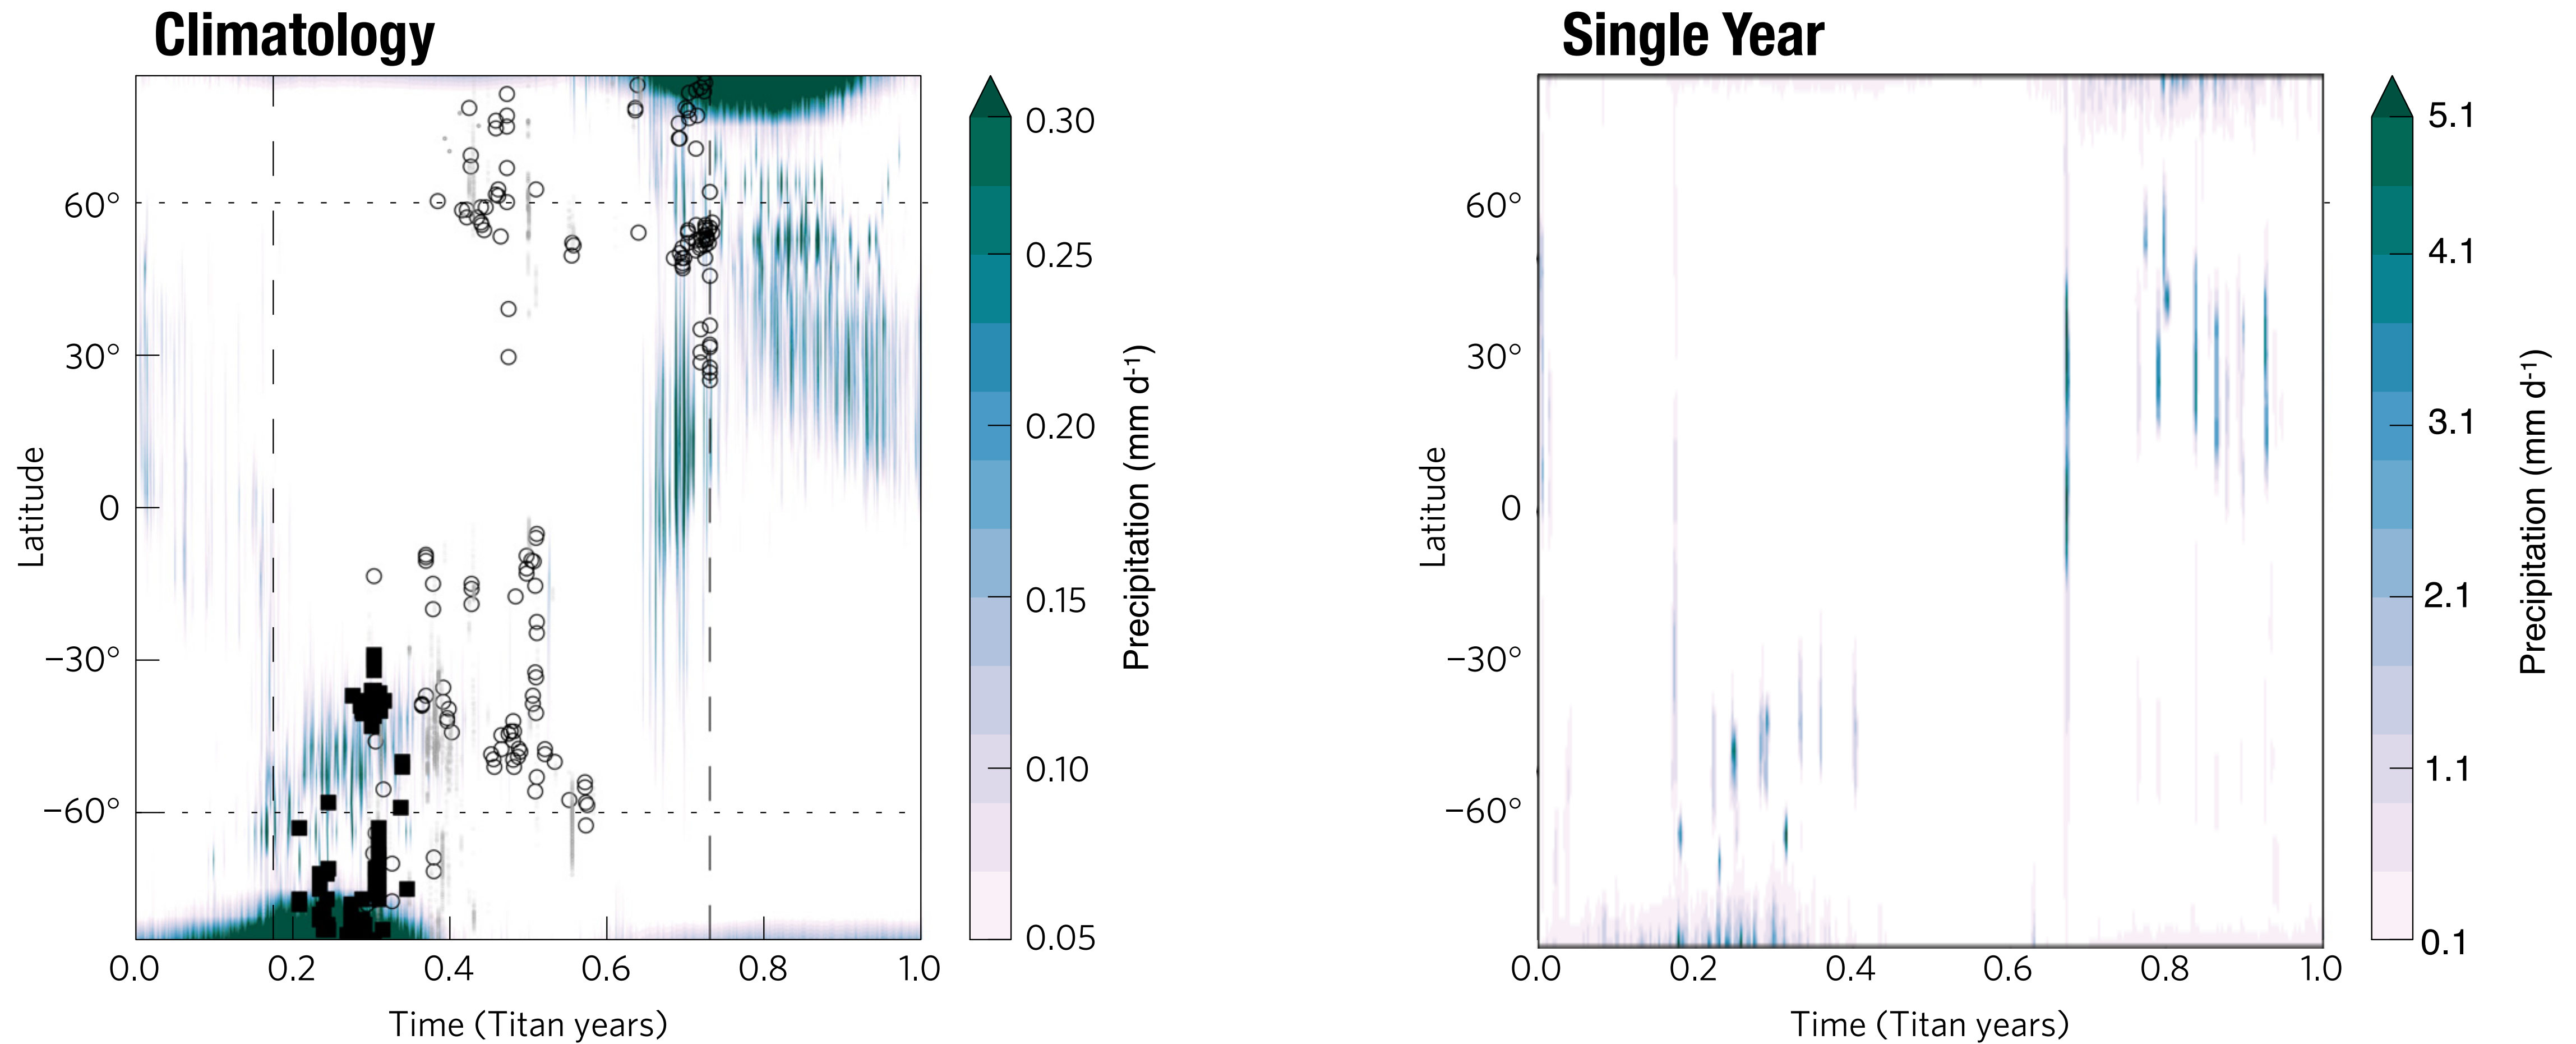 Climatology
60°
30°
0
−30°
−60°
Latitude
0.0 0.2 0.4 0.6 0.8 1.0
Time (Titan years)
0.30
0.25
0.20
0.15
0.10
0.05
Precipitation (mm d-1)
Single Year
60°
30°
0
−30°
−60°
Latitude
0.0 0.2 0.4 0.6 0.8 1.0
Time (Titan years)
5.1
4.1
3.1
2.1
1.1
0.1
Precipitation (mm d-1)